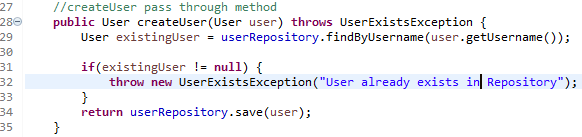 27 //createUser pass through method
28 public User createUser(User user) throws UserExistsException {
29 User existingUser = userRepository.findByUsername(user.getUsername());
30
31 if(existingUser != null) {
32 throw new UserExistsException("User already exists in Repository");
33 }
34 return userRepository.save(user);
35 }